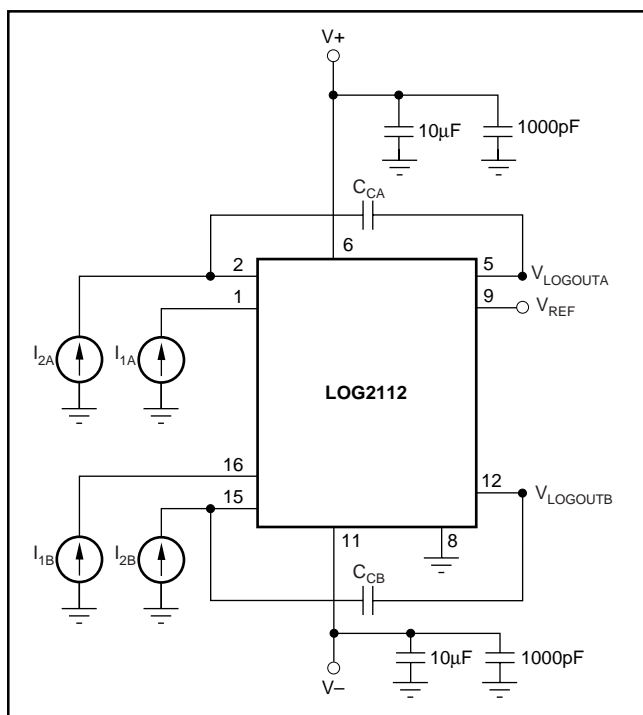 V+
10µF
1000pF
C_CA
6
2
5
V_LOGOUTA
1
9
V_REF
I_2A
I_1A
LOG2112
16
12
V_LOGOUTB
15
I_1B
I_2B
11
8
C_CB
10µF
1000pF
V–